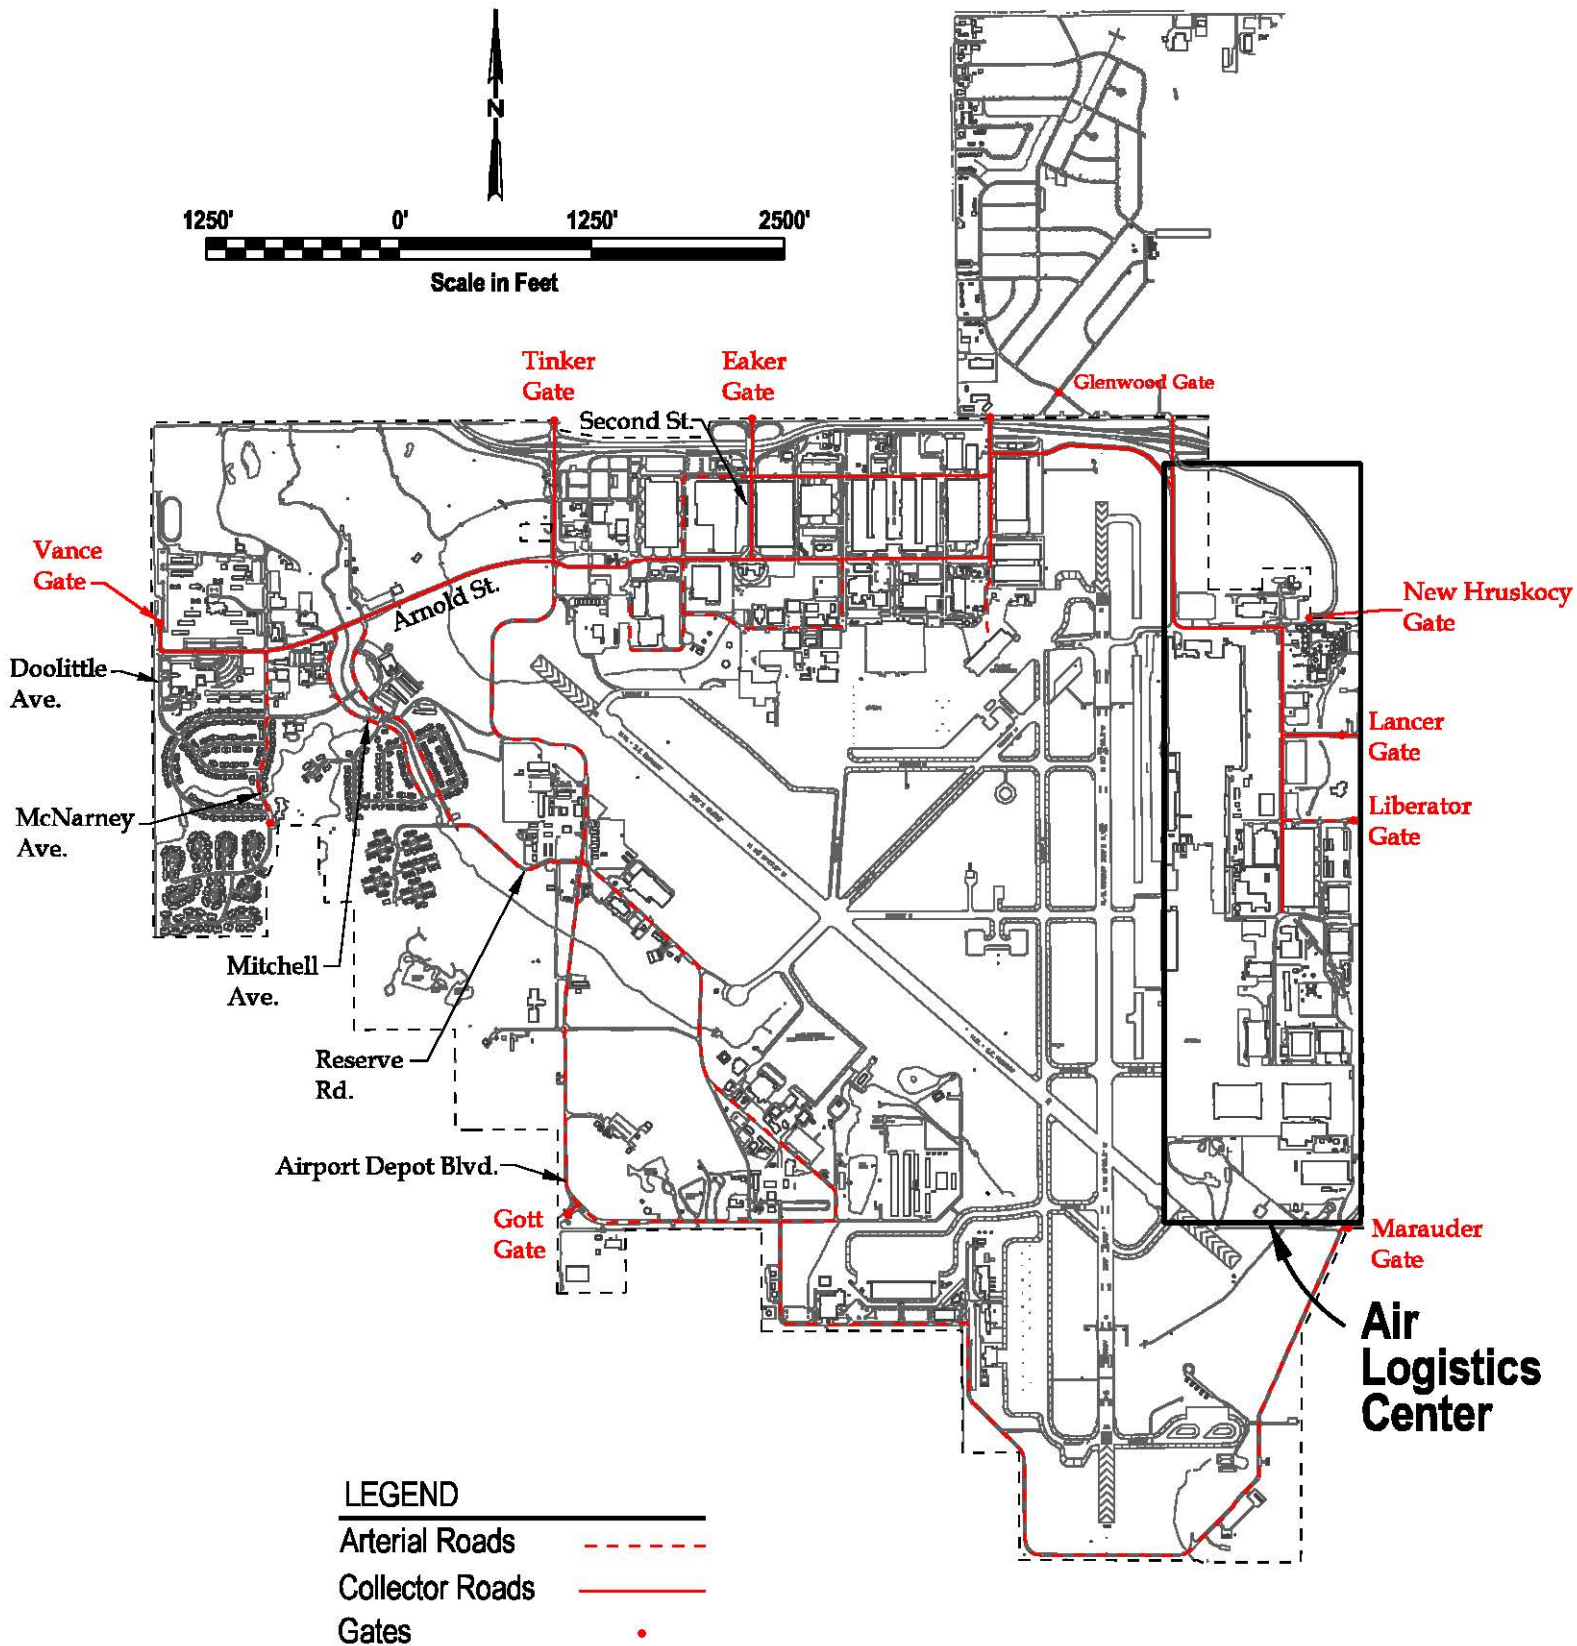 N
1250' 0' 1250' 2500'
Scale in Feet
Tinker
Gate
Eaker
Gate
Glenwood Gate
Second St.
Vance
Gate
Arnold St.
New Hruskocy
Gate
Doolittle
Ave.
Lancer
Gate
McNarney
Ave.
Liberator
Gate
Mitchell
Ave.
Reserve
Rd.
Airport Depot Blvd.
Gott
Gate
Marauder
Gate
Air
Logistics
Center
LEGEND
Arterial Roads
Collector Roads
Gates